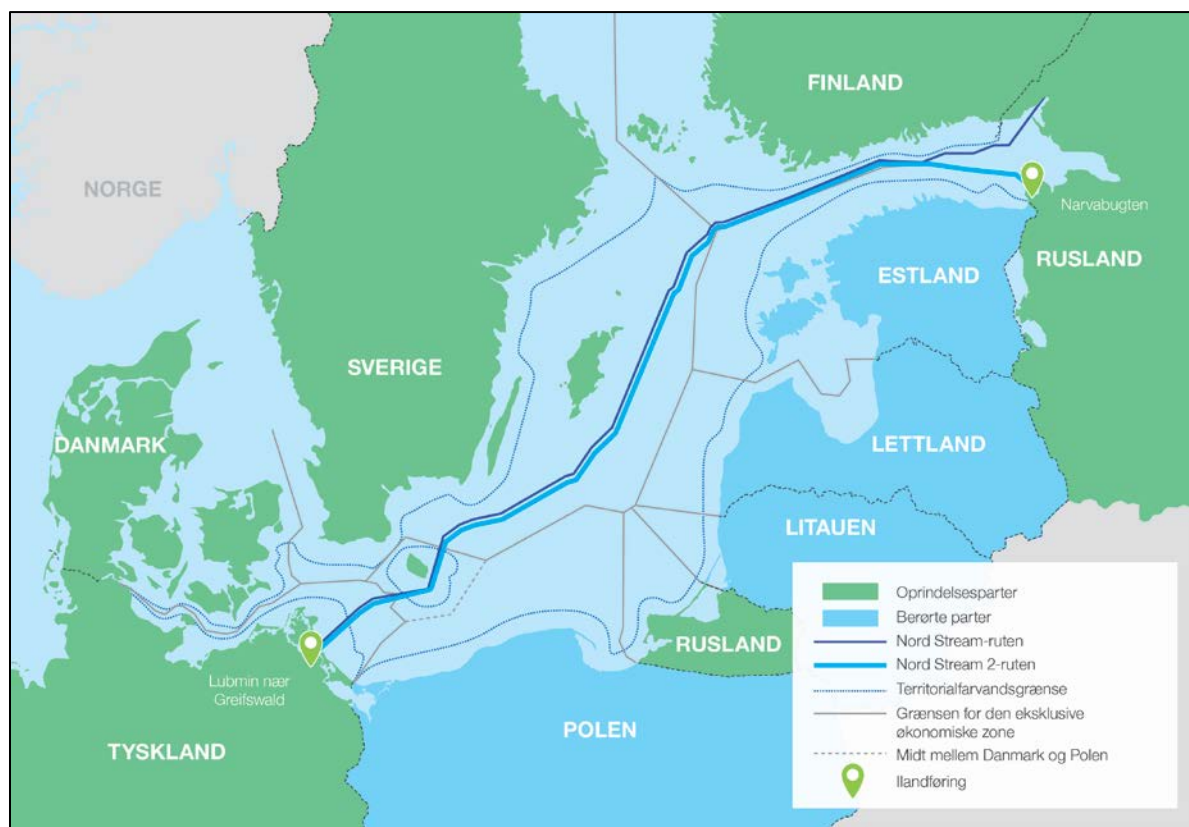 FINLAND
NORGE
Narvabugten
ESTLAND
RUSLAND
SVERIGE
DANMARK
LETTLAND
LITAUEN
RUSLAND
Lubmin nær
Greifswald
POLEN
TYSKLAND
Oprindelsesparter
Berørte parter
Nord Stream-ruten
Nord Stream 2-ruten
Territorialfarvandsgrænse
Grænsen for den eksklusive
økonomiske zone
Midt mellem Danmark og Polen
Ilandføring